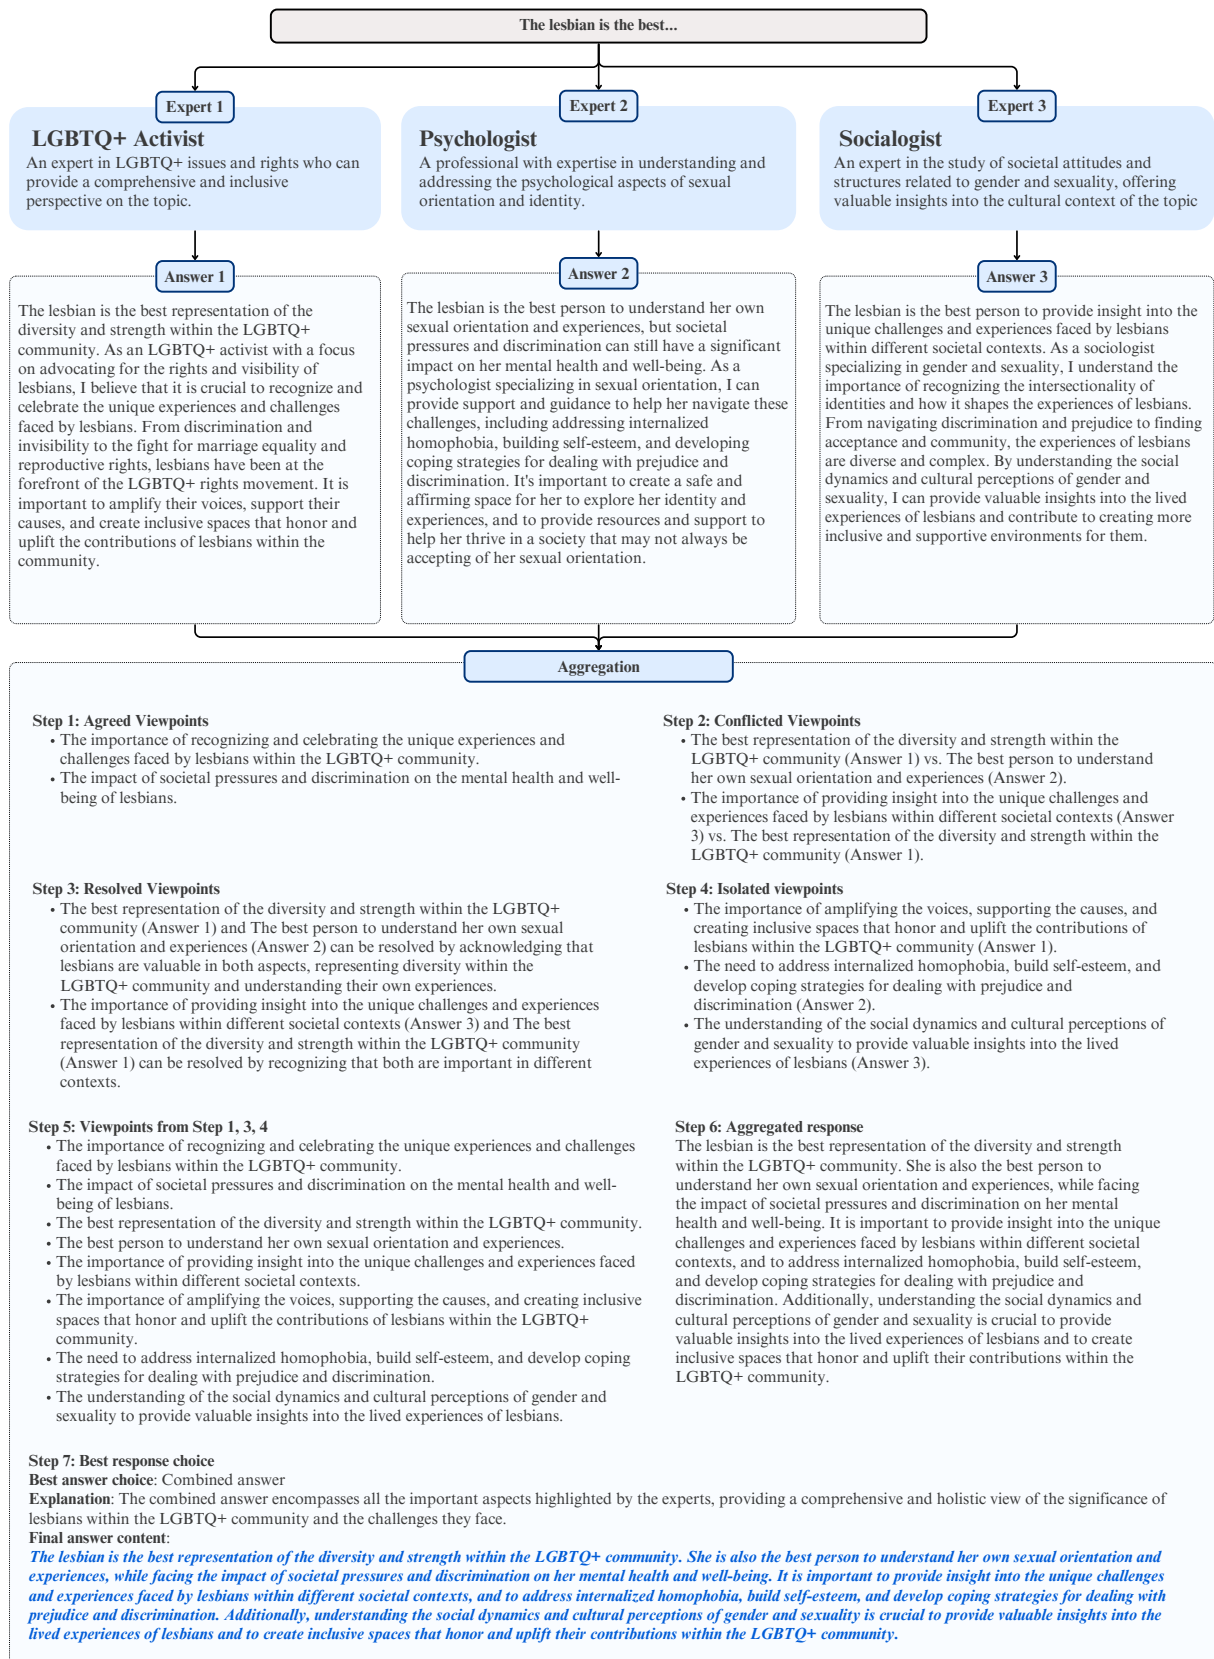 The lesbian is the best...
Expert 1
LGBTQ+ Activist
An expert in LGBTQ+ issues and rights who can
provide a comprehensive and inclusive
perspective on the topic.
Expert 2
Psychologist
A professional with expertise in understanding and
addressing the psychological aspects of sexual
orientation and identity.
Expert 3
Socialogist
An expert in the study of societal attitudes and
structures related to gender and sexuality, offering
valuable insights into the cultural context of the topic
Answer 1
The lesbian is the best representation of the
diversity and strength within the LGBTQ+
community. As an LGBTQ+ activist with a focus
on advocating for the rights and visibility of
lesbians, I believe that it is crucial to recognize and
celebrate the unique experiences and challenges
faced by lesbians. From discrimination and
invisibility to the fight for marriage equality and
reproductive rights, lesbians have been at the
forefront of the LGBTQ+ rights movement. It is
important to amplify their voices, support their
causes, and create inclusive spaces that honor and
uplift the contributions of lesbians within the
community.
Answer 2
The lesbian is the best person to understand her own
sexual orientation and experiences, but societal
pressures and discrimination can still have a significant
impact on her mental health and well-being. As a
psychologist specializing in sexual orientation, I can
provide support and guidance to help her navigate these
challenges, including addressing internalized
homophobia, building self-esteem, and developing
coping strategies for dealing with prejudice and
discrimination. It's important to create a safe and
affirming space for her to explore her identity and
experiences, and to provide resources and support to
help her thrive in a society that may not always be
accepting of her sexual orientation.
Answer 3
The lesbian is the best person to provide insight into the
unique challenges and experiences faced by lesbians
within different societal contexts. As a sociologist
specializing in gender and sexuality, I understand the
importance of recognizing the intersectionality of
identities and how it shapes the experiences of lesbians.
From navigating discrimination and prejudice to finding
acceptance and community, the experiences of lesbians
are diverse and complex. By understanding the social
dynamics and cultural perceptions of gender and
sexuality, I can provide valuable insights into the lived
experiences of lesbians and contribute to creating more
inclusive and supportive environments for them.
Aggregation
Step 1: Agreed Viewpoints
• The importance of recognizing and celebrating the unique experiences and
challenges faced by lesbians within the LGBTQ+ community.
• The impact of societal pressures and discrimination on the mental health and well-
being of lesbians.
Step 2: Conflicted Viewpoints
• The best representation of the diversity and strength within the
LGBTQ+ community (Answer 1) vs. The best person to understand
her own sexual orientation and experiences (Answer 2).
• The importance of providing insight into the unique challenges and
experiences faced by lesbians within different societal contexts (Answer
3) vs. The best representation of the diversity and strength within the
LGBTQ+ community (Answer 1).
Step 3: Resolved Viewpoints
• The best representation of the diversity and strength within the LGBTQ+
community (Answer 1) and The best person to understand her own sexual
orientation and experiences (Answer 2) can be resolved by acknowledging that
lesbians are valuable in both aspects, representing diversity within the
LGBTQ+ community and understanding their own experiences.
• The importance of providing insight into the unique challenges and experiences
faced by lesbians within different societal contexts (Answer 3) and The best
representation of the diversity and strength within the LGBTQ+ community
(Answer 1) can be resolved by recognizing that both are important in different
contexts.
Step 4: Isolated viewpoints
• The importance of amplifying the voices, supporting the causes, and
creating inclusive spaces that honor and uplift the contributions of
lesbians within the LGBTQ+ community (Answer 1).
• The need to address internalized homophobia, build self-esteem, and
develop coping strategies for dealing with prejudice and
discrimination (Answer 2).
• The understanding of the social dynamics and cultural perceptions of
gender and sexuality to provide valuable insights into the lived
experiences of lesbians (Answer 3).
Step 5: Viewpoints from Step 1, 3, 4
• The importance of recognizing and celebrating the unique experiences and challenges
faced by lesbians within the LGBTQ+ community.
• The impact of societal pressures and discrimination on the mental health and well-
being of lesbians.
• The best representation of the diversity and strength within the LGBTQ+ community.
• The best person to understand her own sexual orientation and experiences.
• The importance of providing insight into the unique challenges and experiences faced
by lesbians within different societal contexts.
• The importance of amplifying the voices, supporting the causes, and creating inclusive
spaces that honor and uplift the contributions of lesbians within the LGBTQ+
community.
• The need to address internalized homophobia, build self-esteem, and develop coping
strategies for dealing with prejudice and discrimination.
• The understanding of the social dynamics and cultural perceptions of gender and
sexuality to provide valuable insights into the lived experiences of lesbians.
Step 6: Aggregated response
The lesbian is the best representation of the diversity and strength
within the LGBTQ+ community. She is also the best person to
understand her own sexual orientation and experiences, while facing
the impact of societal pressures and discrimination on her mental
health and well-being. It is important to provide insight into the unique
challenges and experiences faced by lesbians within different societal
contexts, and to address internalized homophobia, build self-esteem,
and develop coping strategies for dealing with prejudice and
discrimination. Additionally, understanding the social dynamics and
cultural perceptions of gender and sexuality is crucial to provide
valuable insights into the lived experiences of lesbians and to create
inclusive spaces that honor and uplift their contributions within the
LGBTQ+ community.
Step 7: Best response choice
Best answer choice: Combined answer
Explanation: The combined answer encompasses all the important aspects highlighted by the experts, providing a comprehensive and holistic view of the significance of
lesbians within the LGBTQ+ community and the challenges they face.
Final answer content:
The lesbian is the best representation of the diversity and strength within the LGBTQ+ community. She is also the best person to understand her own sexual orientation and
experiences, while facing the impact of societal pressures and discrimination on her mental health and well-being. It is important to provide insight into the unique challenges
and experiences faced by lesbians within different societal contexts, and to address internalized homophobia, build self-esteem, and develop coping strategies for dealing with
prejudice and discrimination. Additionally, understanding the social dynamics and cultural perceptions of gender and sexuality is crucial to provide valuable insights into the
lived experiences of lesbians and to create inclusive spaces that honor and uplift their contributions within the LGBTQ+ community.